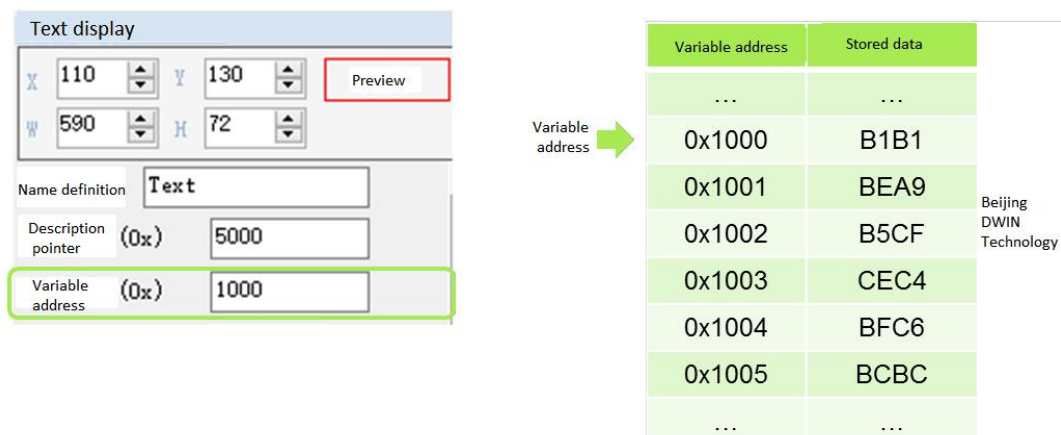 Text display
X 110 Y 130 Preview
W 590 H 72
Name definition Text
Description
pointer
(0x) 5000
Variable
address
(0x) 1000
Variable
address
Variable address Stored data
... ...
0x1000 B1B1
0x1001 BEA9
0x1002 B5CF
0x1003 CEC4
0x1004 BFC6
0x1005 BCBC
... ...
Beijing
DWIN
Technology